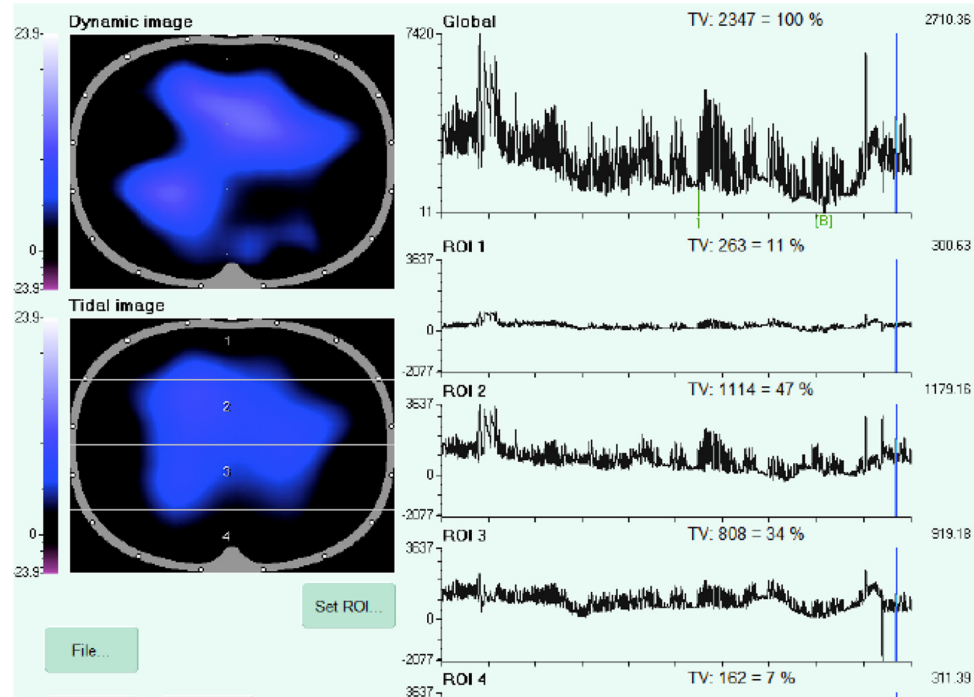 Dynamic image
23.9
0
-23.9
Tidal image
23.9
0
-23.9
1
2
3
4
Set ROI...
File...
Global
TV: 2347 = 100 %
2710.36
7420
11
i
[B]
ROI 1
TV: 263 = 11 %
300.63
3637
0
-2077
ROI 2
TV: 1114 = 47 %
1179.16
3637
0
-2077
ROI 3
TV: 808 = 34 %
919.18
3637
0
-2077
ROI 4
TV: 162 = 7 %
311.39
3637